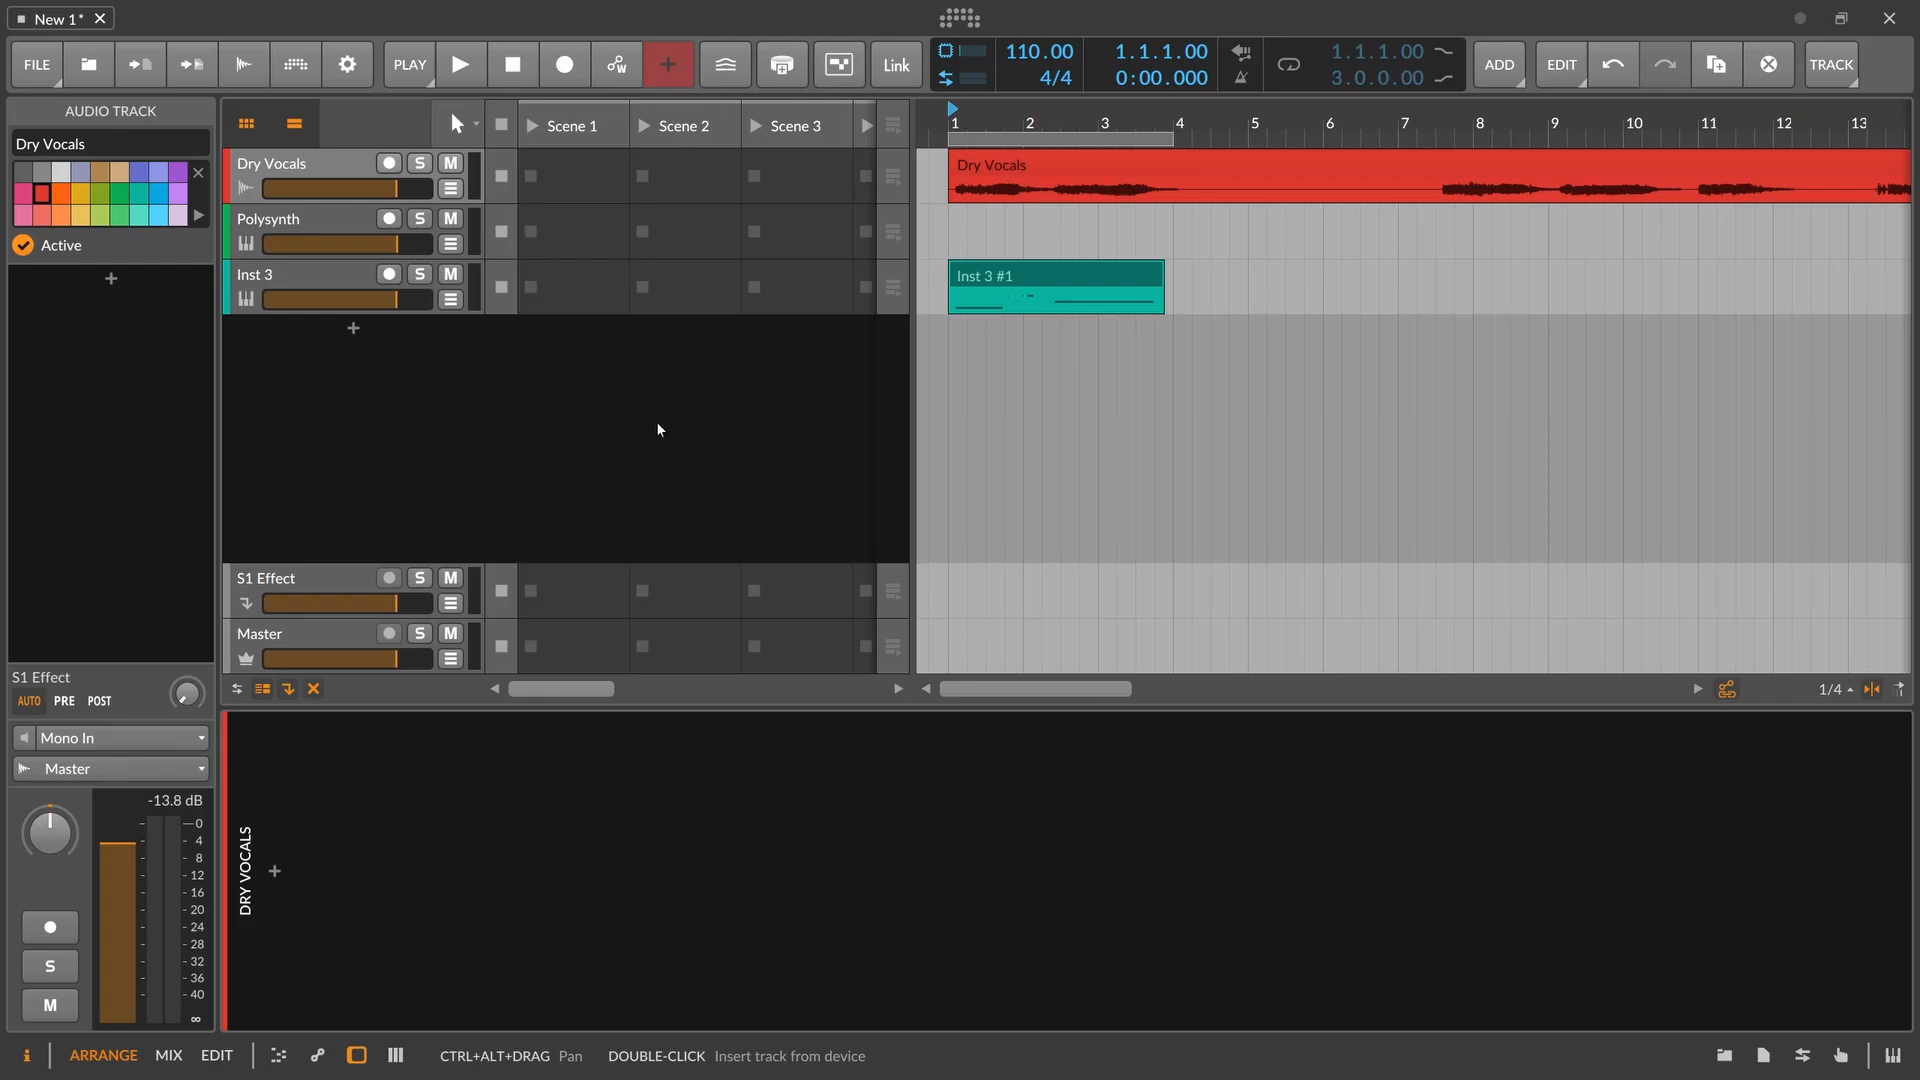 New 1*
FILE
PLAY
Link
110.00
4/4
1.1.1.00
0:00.000
1.1.1.00
3.0.0.00
ADD
EDIT
TRACK
AUDIO TRACK
Dry Vocals
Active
Scene 1
Scene 2
Scene 3
1 2 3 4 5 6 7 8 9 10 11 12 13
Dry Vocals
S M
Dry Vocals
Polysynth
S M
Inst 3
S M
Inst 3 #1
S1 Effect
S M
Master
S M
1/4
S1 Effect
AUTO PRE POST
Mono In
Master
-13.8 dB
0
4
8
12
16
20
24
28
32
36
40
∞
S
M
DRY VOCALS
i
ARRANGE MIX EDIT
CTRL+ALT+DRAG Pan
DOUBLE-CLICK Insert track from device